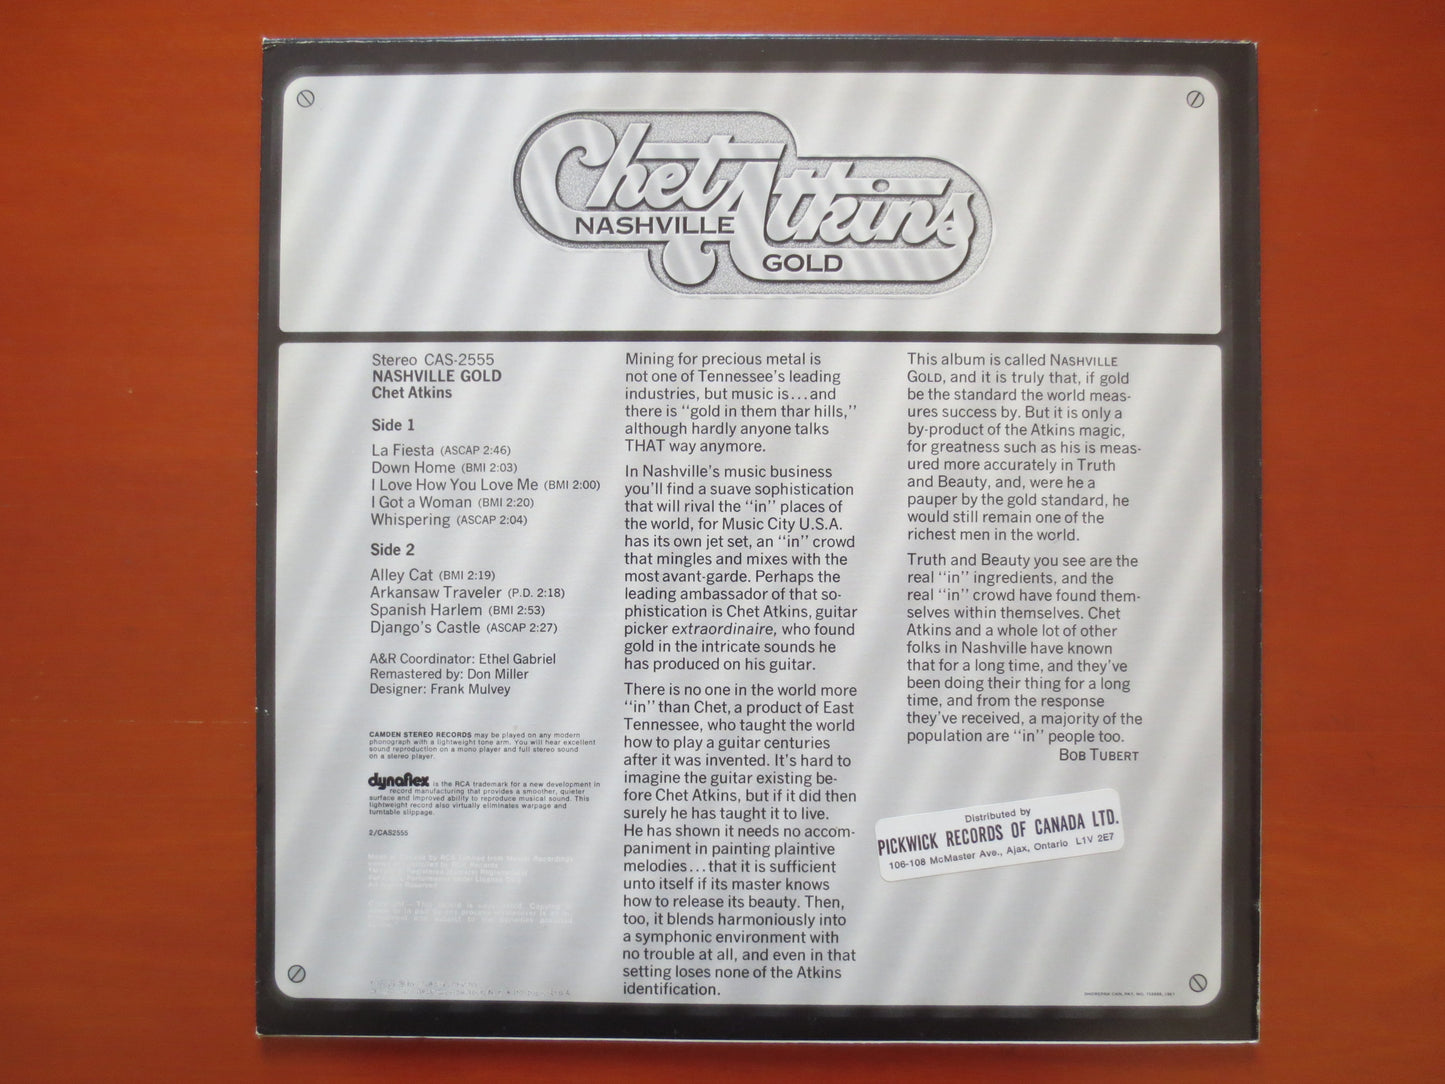 Chet Atkins
NASHVILLE
GOLD
Stereo CAS-2555
NASHVILLE GOLD
Chet Atkins
Side 1
La Fiesta (ASCAP 2:46)
Down Home (BMI 2:03)
I Love How You Love Me (BMI 2:00)
I Got a Woman (BMI 2:20)
Whispering (ASCAP 2:04)
Side 2
Alley Cat (BMI 2:19)
Arkansaw Traveler (P.D. 2:18)
Spanish Harlem (BMI 2:53)
Django's Castle (ASCAP 2:27)
A&R Coordinator: Ethel Gabriel
Remastered by: Don Miller
Designer: Frank Mulvey
CAMDEN STEREO RECORDS may be played on any modern
phonograph with a lightweight tone arm. You will hear excellent
sound reproduction on a mono player and full stereo sound
on a stereo player.
dynaflex is the RCA trademark for a new development in
record manufacturing that provides a smoother, quieter
surface and improved ability to reproduce musical sound. This
lightweight record also virtually eliminates warpage and
turntable slippage.
2/CAS2555
Mining for precious metal is
not one of Tennessee's leading
industries, but music is...and
there is "gold in them thar hills,"
although hardly anyone talks
THAT way anymore.
In Nashville's music business
you'll find a suave sophistication
that will rival the "in" places of
the world, for Music City U.S.A.
has its own jet set, an "in" crowd
that mingles and mixes with the
most avant-garde. Perhaps the
leading ambassador of that so-
phistication is Chet Atkins, guitar
picker extraordinaire, who found
gold in the intricate sounds he
has produced on his guitar.
There is no one in the world more
"in" than Chet, a product of East
Tennessee, who taught the world
how to play a guitar centuries
after it was invented. It's hard to
imagine the guitar existing be-
fore Chet Atkins, but if it did then
surely he has taught it to live.
He has shown it needs no accom-
paniment in painting plaintive
melodies...that it is sufficient
unto itself if its master knows
how to release its beauty. Then,
too, it blends harmoniously into
a symphonic environment with
no trouble at all, and even in that
setting loses none of the Atkins
identification.
This album is called NASHVILLE
GOLD, and it is truly that, if gold
be the standard the world meas-
ures success by. But it is only a
by-product of the Atkins magic,
for greatness such as his is meas-
ured more accurately in Truth
and Beauty, and, were he a
pauper by the gold standard, he
would still remain one of the
richest men in the world.
Truth and Beauty you see are the
real "in" ingredients, and the
real "in" crowd have found them-
selves within themselves. Chet
Atkins and a whole lot of other
folks in Nashville have known
that for a long time, and they've
been doing their thing for a long
time, and from the response
they've received, a majority of the
population are "in" people too.
BOB TUBERT
Distributed by
PICKWICK RECORDS OF CANADA LTD.
106-108 McMaster Ave., Ajax, Ontario L1V 2E7